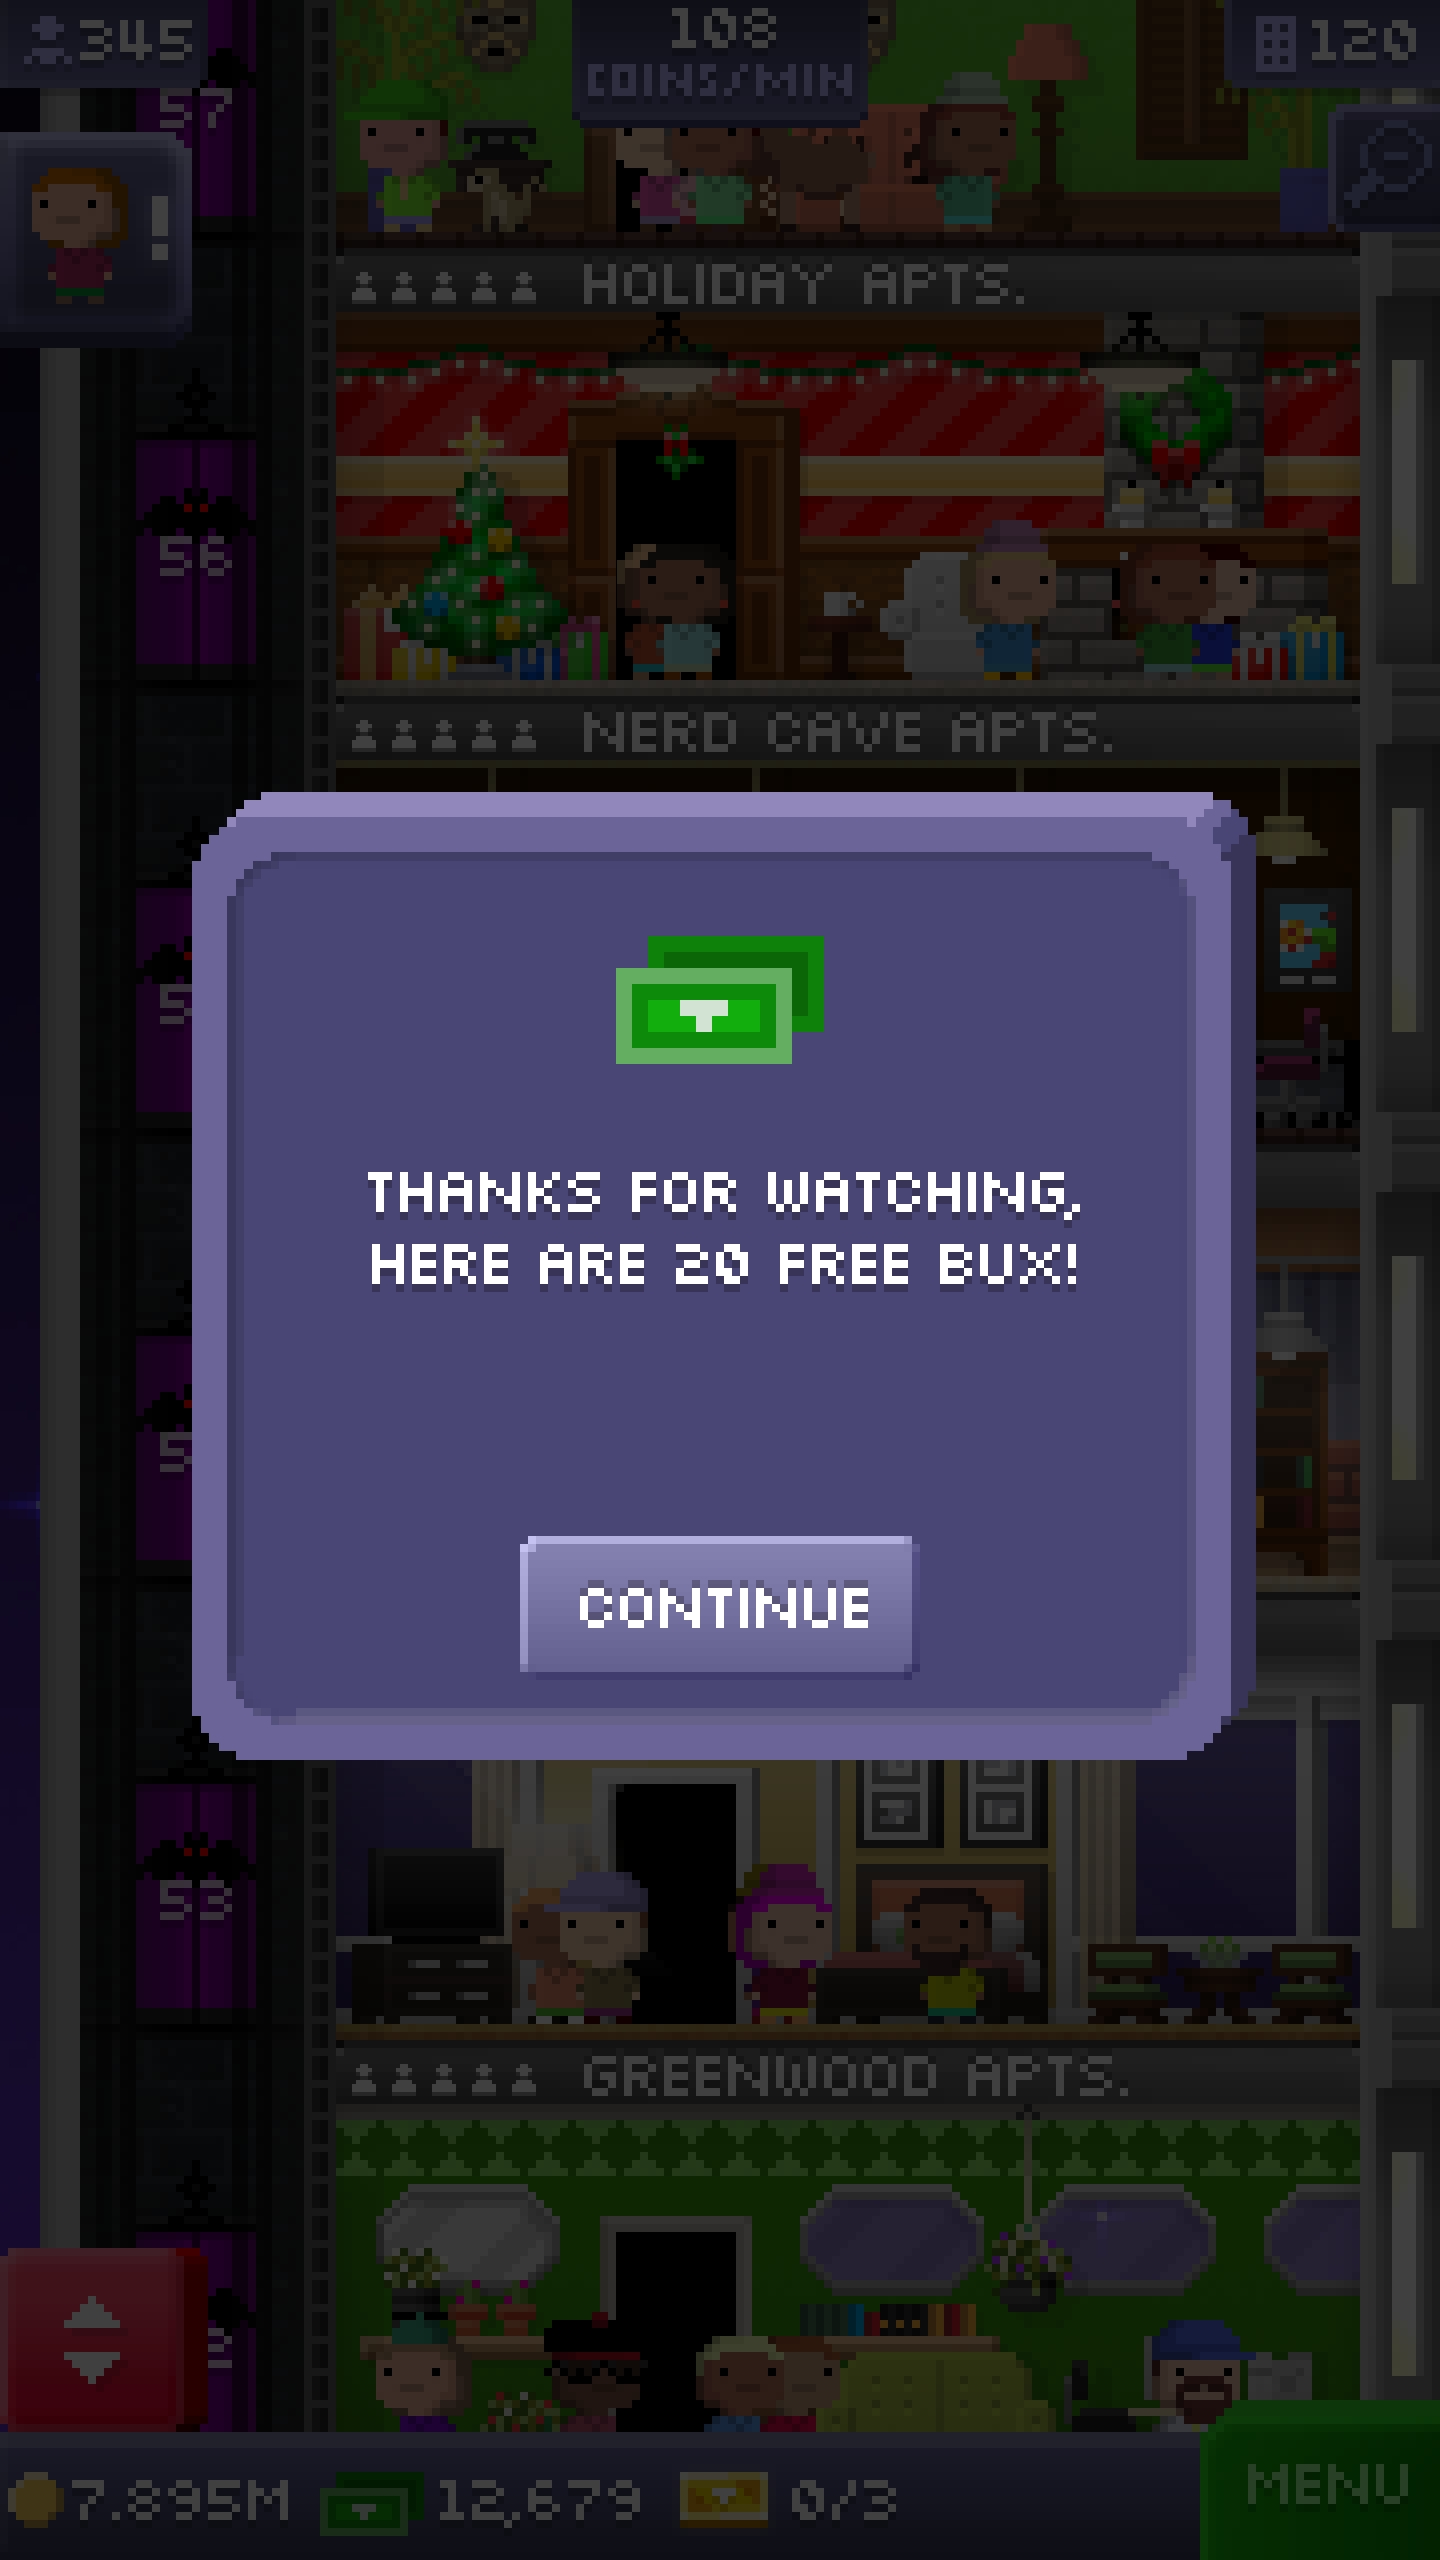 345
108
COINS/MIN
120
57
!
HOLIDAY APTS.
56
NERD CAVE APTS.
THANKS FOR WATCHING,
HERE ARE 20 FREE BUX!
CONTINUE
53
GREENWOOD APTS.
7.895M
12,679
0/3
MENU